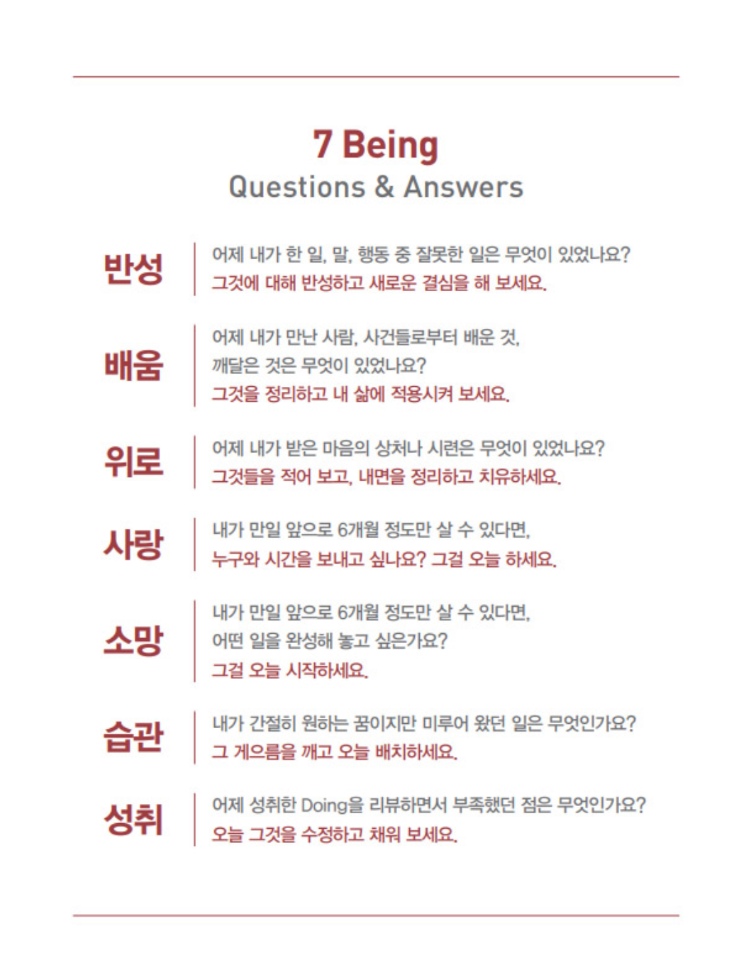 7 Being
Questions & Answers
반성
어제 내가 한 일, 말, 행동 중 잘못한 일은 무엇이 있었나요?
그것에 대해 반성하고 새로운 결심을 해 보세요.
배움
어제 내가 만난 사람, 사건들로부터 배운 것,
깨달은 것은 무엇이 있었나요?
그것을 정리하고 내 삶에 적용시켜 보세요.
위로
어제 내가 받은 마음의 상처나 시련은 무엇이 있었나요?
그것들을 적어 보고, 내면을 정리하고 치유하세요.
사랑
내가 만일 앞으로 6개월 정도만 살 수 있다면,
누구와 시간을 보내고 싶나요? 그걸 오늘 하세요.
소망
내가 만일 앞으로 6개월 정도만 살 수 있다면,
어떤 일을 완성해 놓고 싶은가요?
그걸 오늘 시작하세요.
습관
내가 간절히 원하는 꿈이지만 미루어 왔던 일은 무엇인가요?
그 게으름을 깨고 오늘 배치하세요.
성취
어제 성취한 Doing을 리뷰하면서 부족했던 점은 무엇인가요?
오늘 그것을 수정하고 채워 보세요.